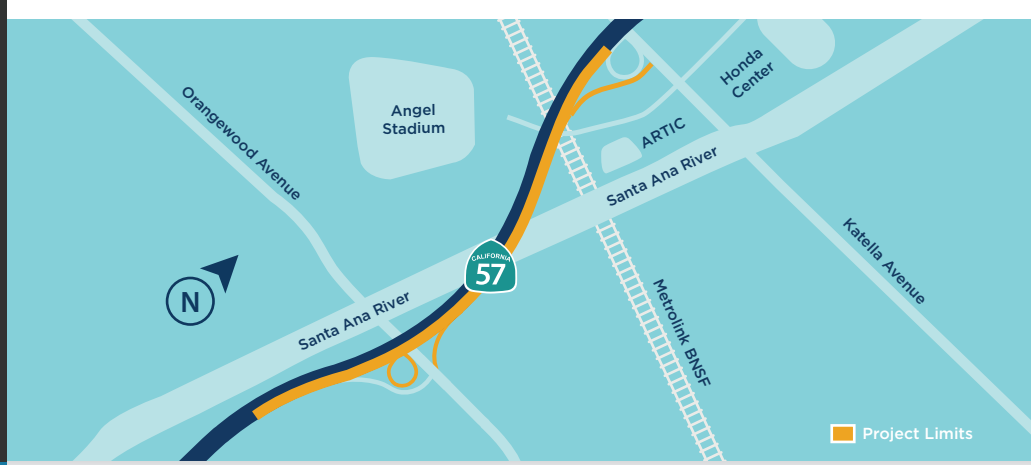 Orangewood Avenue
Angel
Stadium
Honda
Center
ARTIC
Santa Ana River
Katella Avenue
CALIFORNIA
57
N
Santa Ana River
Metrolink BNSF
Project Limits